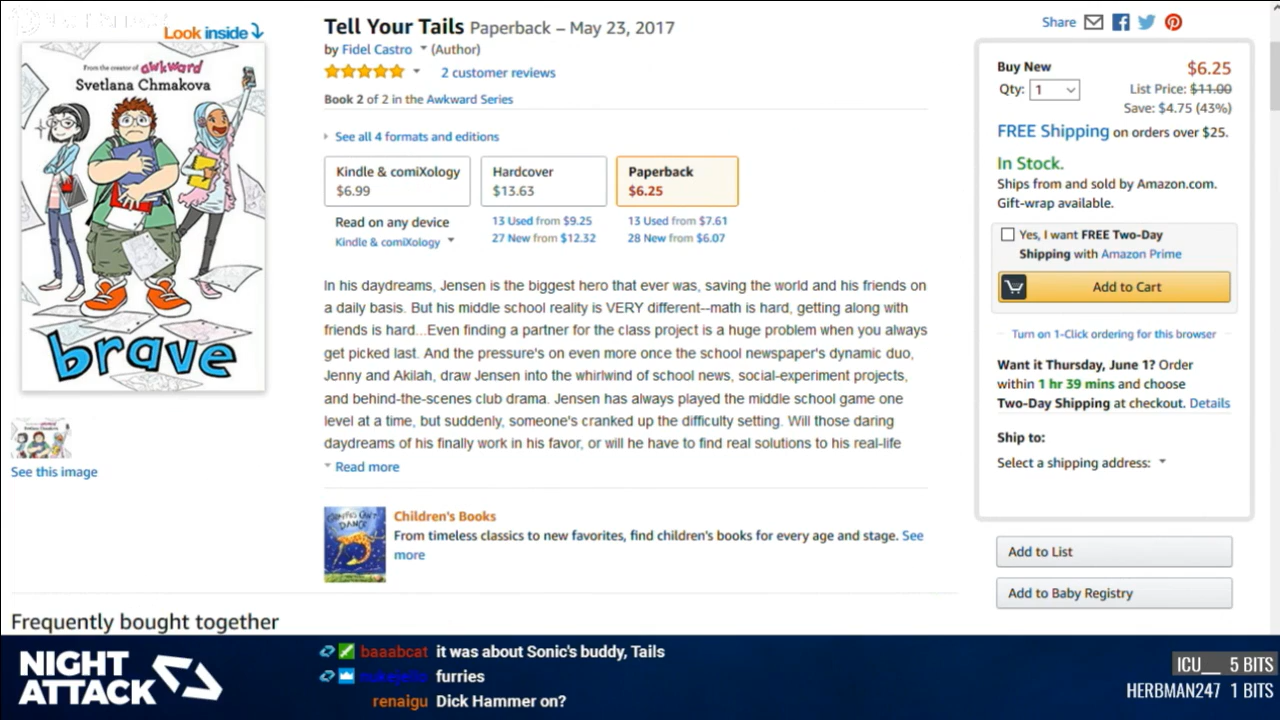 Look inside
From the creator of awkward
Svetlana Chmakova
brave
See this image
Tell Your Tails Paperback – May 23, 2017
by Fidel Castro (Author)
2 customer reviews
Book 2 of 2 in the Awkward Series
See all 4 formats and editions
Kindle & comiXology
$6.99
Hardcover
$13.63
Paperback
$6.25
Read on any device
Kindle & comiXology
13 Used from $9.25
27 New from $12.32
13 Used from $7.61
28 New from $6.07
In his daydreams, Jensen is the biggest hero that ever was, saving the world and his friends on
a daily basis. But his middle school reality is VERY different--math is hard, getting along with
friends is hard...Even finding a partner for the class project is a huge problem when you always
get picked last. And the pressure's on even more once the school newspaper's dynamic duo,
Jenny and Akilah, draw Jensen into the whirlwind of school news, social-experiment projects,
and behind-the-scenes club drama. Jensen has always played the middle school game one
level at a time, but suddenly, someone's cranked up the difficulty setting. Will those daring
daydreams of his finally work in his favor, or will he have to find real solutions to his real-life
Read more
Children's Books
From timeless classics to new favorites, find children's books for every age and stage. See
more
Share
Buy New
$6.25
Qty: 1
List Price: $11.00
Save: $4.75 (43%)
FREE Shipping on orders over $25.
In Stock.
Ships from and sold by Amazon.com.
Gift-wrap available.
Yes, I want FREE Two-Day
Shipping with Amazon Prime
Add to Cart
Turn on 1-Click ordering for this browser
Want it Thursday, June 1? Order
within 1 hr 39 mins and choose
Two-Day Shipping at checkout. Details
Ship to:
Select a shipping address:
Add to List
Add to Baby Registry
Frequently bought together
NIGHT
ATTACK
baaabcat it was about Sonic's buddy, Tails
furries
renaigu Dick Hammer on?
ICU__ 5 BITS
HERBMAN247 1 BITS